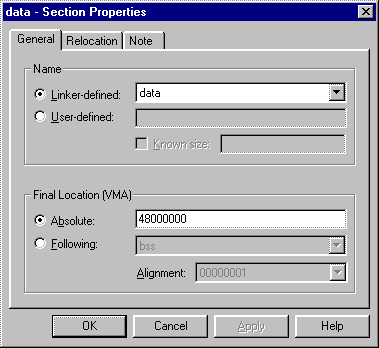 data - Section Properties
General Relocation Note
Name
Linker-defined: data
User-defined:
Known size:
Final Location (VMA)
Absolute: 48000000
Following: bss
Alignment: 00000001
OK Cancel Apply Help